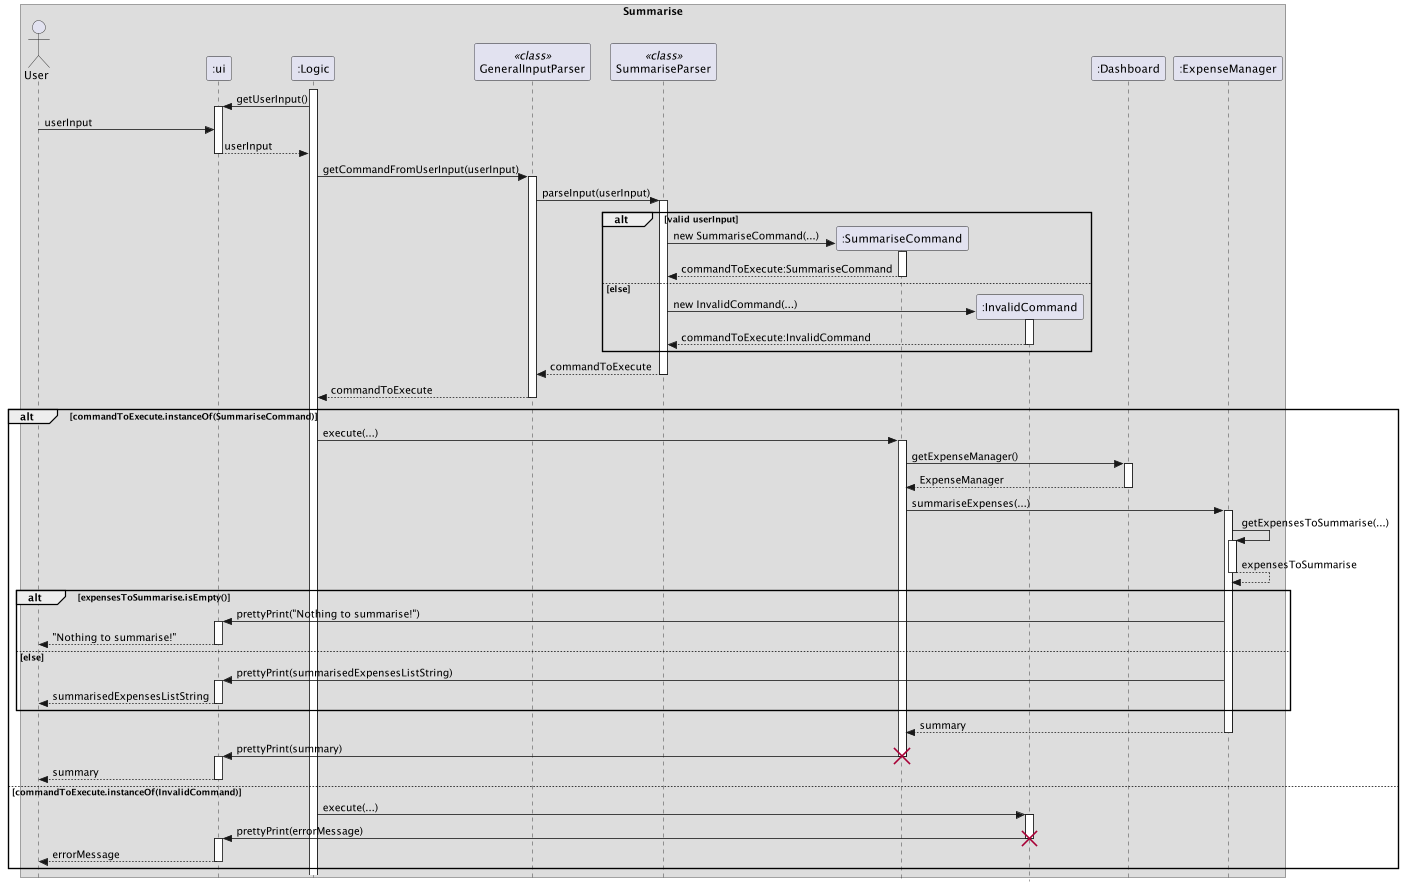 Summarise
User
:ui
:Logic
«class»
GeneralInputParser
«class»
SummariseParser
:Dashboard
:ExpenseManager
getUserInput()
userInput
userInput
getCommandFromUserInput(userInput)
parseInput(userInput)
alt
[valid userInput]
new SummariseCommand(...)
:SummariseCommand
commandToExecute:SummariseCommand
[else]
new InvalidCommand(...)
:InvalidCommand
commandToExecute:InvalidCommand
commandToExecute
commandToExecute
alt
[commandToExecute.instanceOf(SummariseCommand)]
execute(...)
getExpenseManager()
ExpenseManager
summariseExpenses(...)
getExpensesToSummarise(...)
expensesToSummarise
alt
[expensesToSummarise.isEmpty()]
prettyPrint("Nothing to summarise!")
"Nothing to summarise!"
[else]
prettyPrint(summarisedExpensesListString)
summarisedExpensesListString
summary
prettyPrint(summary)
summary
[commandToExecute.instanceOf(InvalidCommand)]
execute(...)
prettyPrint(errorMessage)
errorMessage